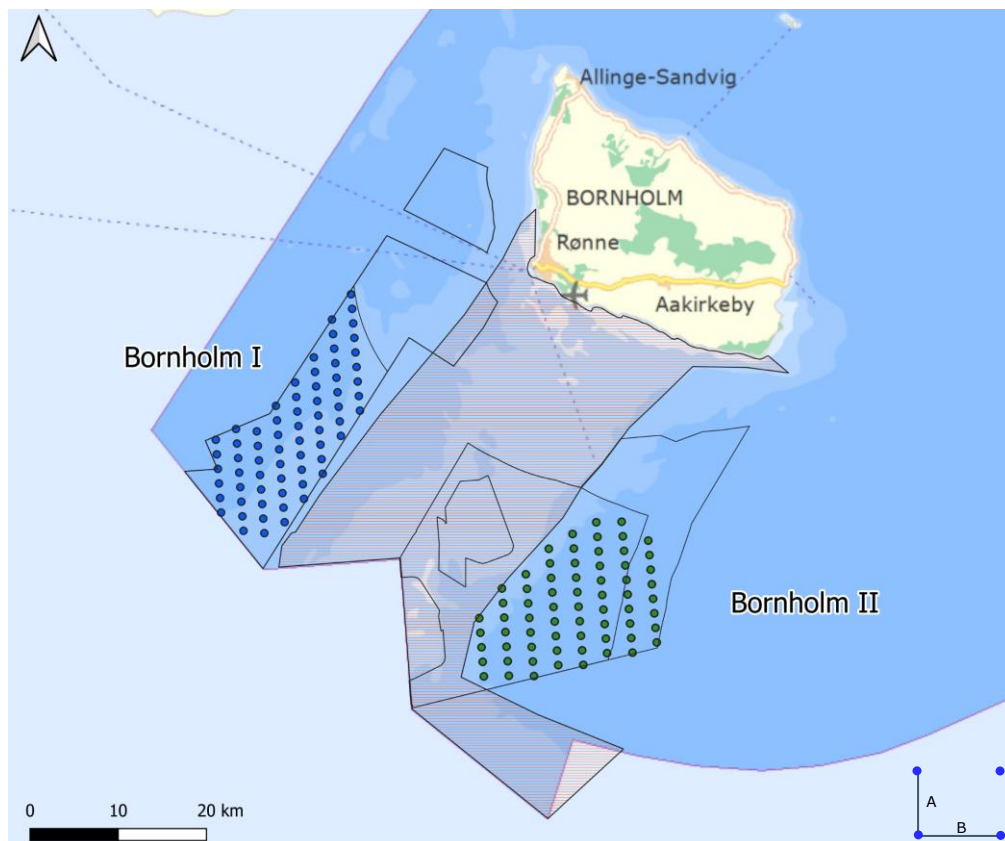 Allinge-Sandvig
BORNHOLM
Rønne
Aakirkeby
Bornholm I
Bornholm II
0 10 20 km
A
B